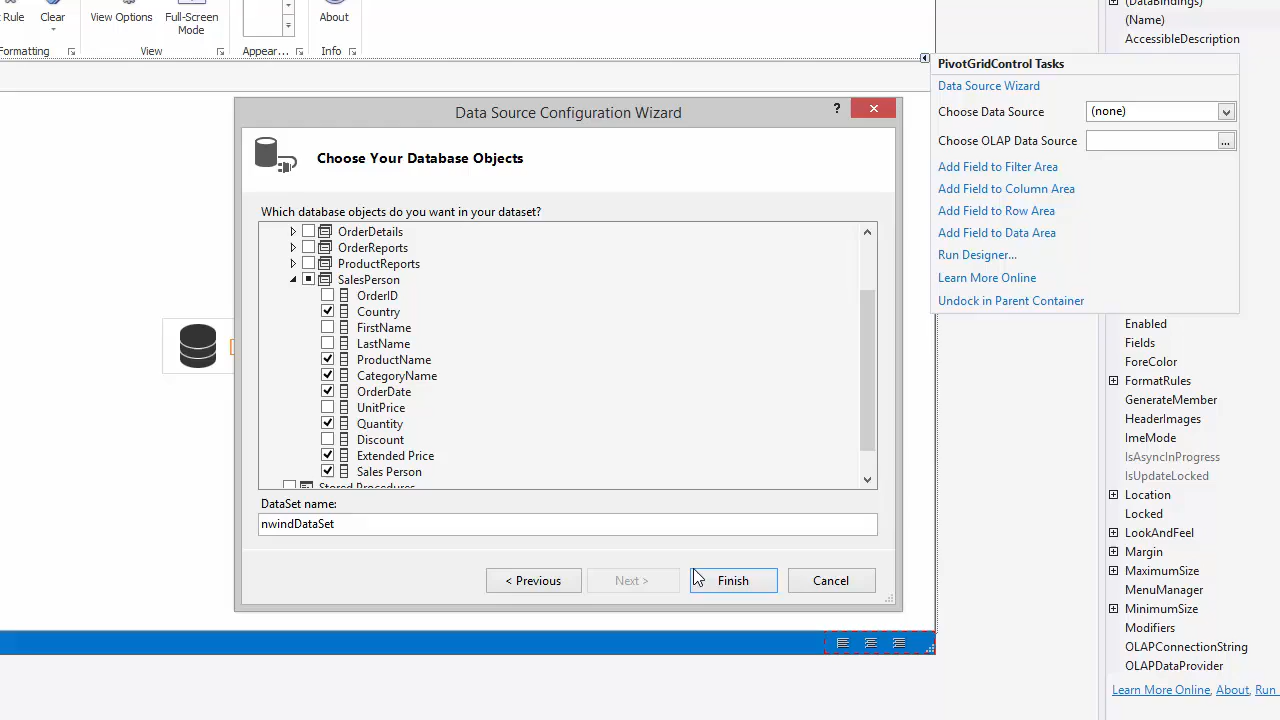 Rule
Clear
View Options
Full-Screen
Mode
About
Formatting
View
Appear...
Info
(DataBindings)
(Name)
AccessibleDescription
PivotGridControl Tasks
Data Source Wizard
Choose Data Source
(none)
Choose OLAP Data Source
...
Add Field to Filter Area
Add Field to Column Area
Add Field to Row Area
Add Field to Data Area
Run Designer...
Learn More Online
Undock in Parent Container
Data Source Configuration Wizard
?
Choose Your Database Objects
Which database objects do you want in your dataset?
OrderDetails
OrderReports
ProductReports
SalesPerson
OrderID
Country
FirstName
LastName
ProductName
CategoryName
OrderDate
UnitPrice
Quantity
Discount
Extended Price
Sales Person
Stored Procedures
DataSet name:
nwindDataSet
< Previous
Next >
Finish
Cancel
Enabled
Fields
ForeColor
FormatRules
GenerateMember
HeaderImages
ImeMode
IsAsyncInProgress
IsUpdateLocked
Location
Locked
LookAndFeel
Margin
MaximumSize
MenuManager
MinimumSize
Modifiers
OLAPConnectionString
OLAPDataProvider
Learn More Online, About, Run